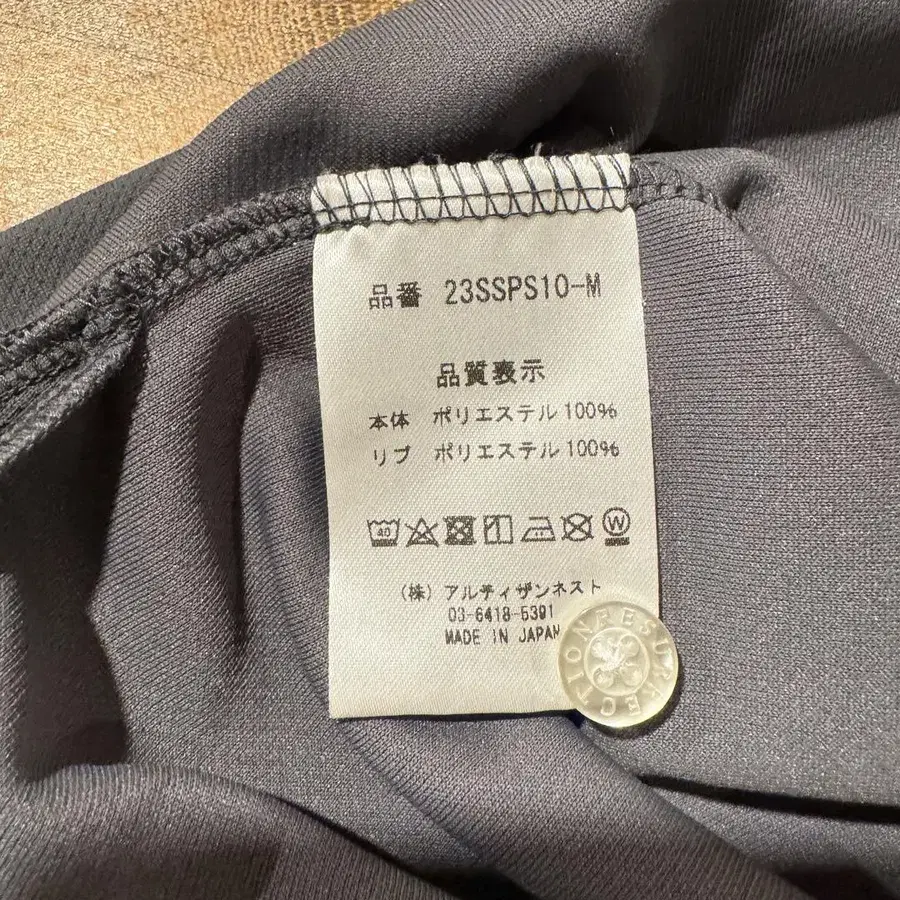 品番 23SSPS10-M
品質表示
本体 ポリエステル 100%
リブ ポリエステル 100%
40
W
(株) アルティザンネスト
03-6418-5391
MADE IN JAPAN
RESURRECTION